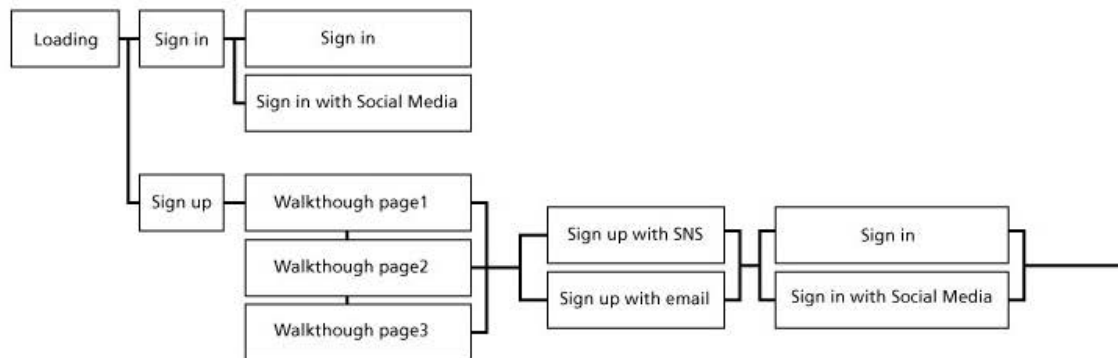 Loading
Sign in
Sign in
Sign in with Social Media
Sign up
Walkthough page1
Walkthough page2
Walkthough page3
Sign up with SNS
Sign up with email
Sign in
Sign in with Social Media